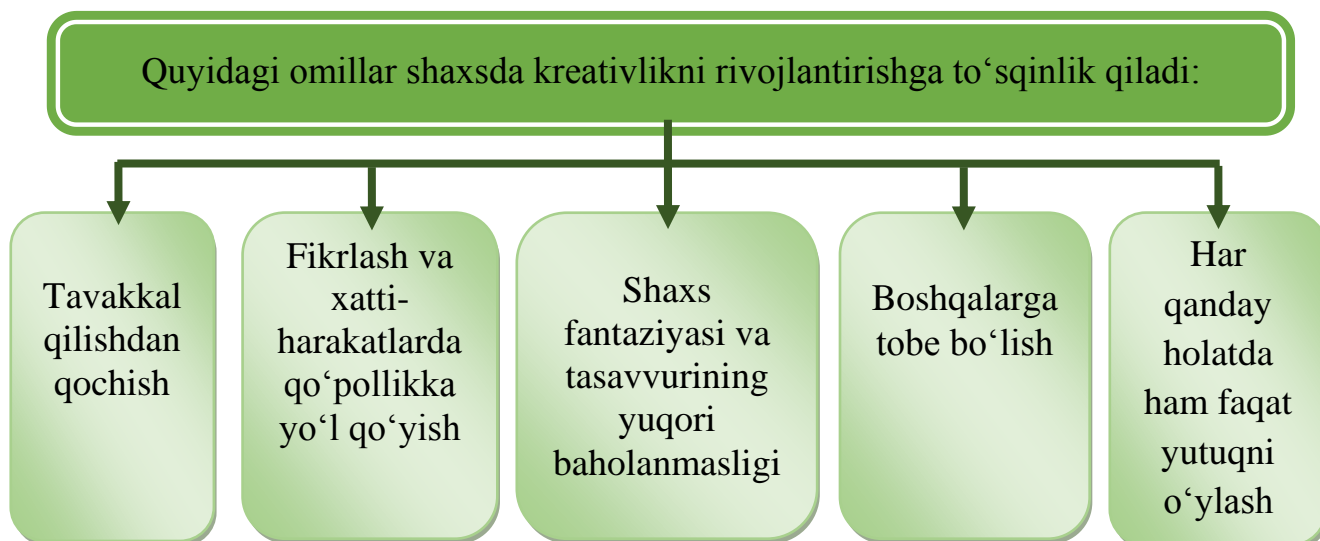 Quyidagi omillar shaxsda kreativlikni rivojlantirishga to‘sqinlik qiladi:
Tavakkal
qilishdan
qochish
Fikrlash va
xatti-
harakatlarda
qo‘pollikka
yo‘l qo‘yish
Shaxs
fantaziyasi va
tasavvurining
yuqori
baholanmasligi
Boshqalarga
tobe bo‘lish
Har
qanday
holatda
ham faqat
yutuqni
o‘ylash